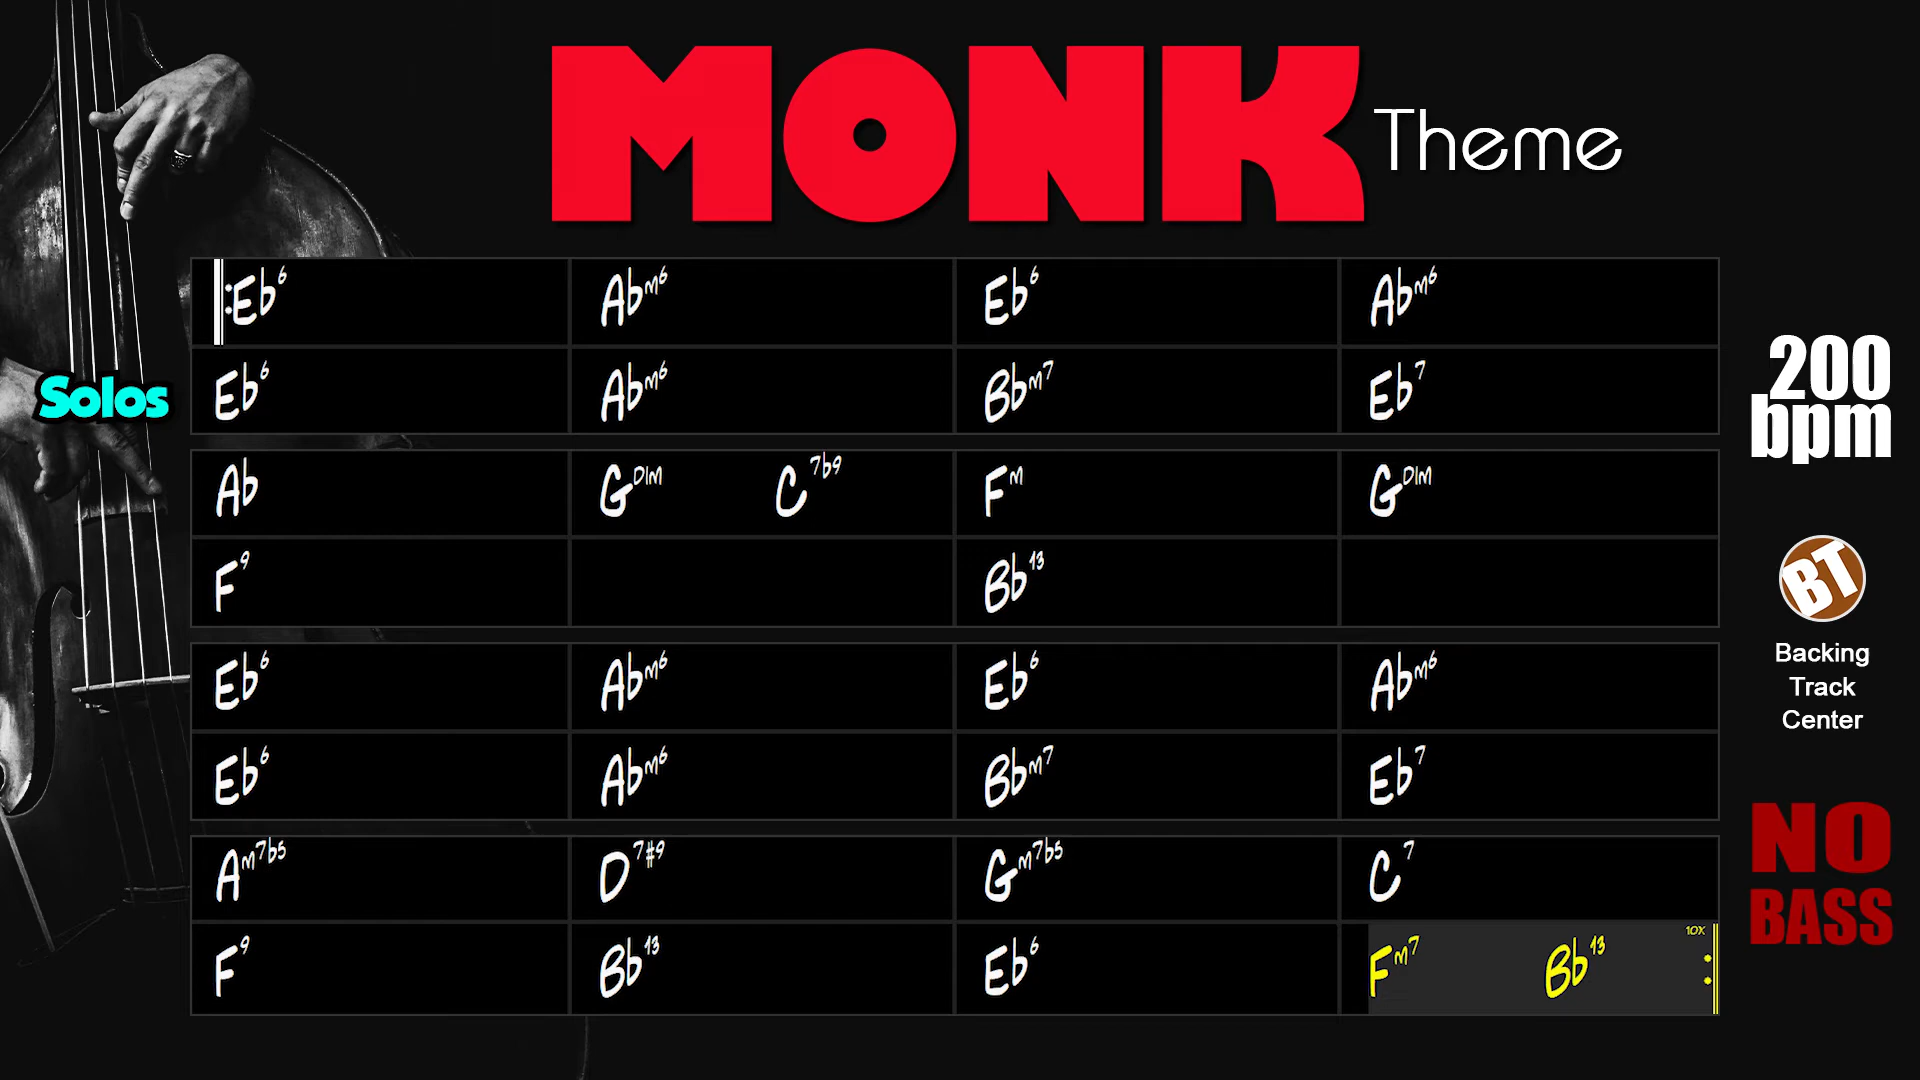 MONK Theme
Eb6 Abm6 Eb6 Abm6
Eb6 Abm6 Bbm7 Eb7
Solos
Ab GDIM C7b9 Fm GDIM
F9 Bb13
Eb6 Abm6 Eb6 Abm6
Eb6 Abm6 Bbm7 Eb7
Am7b5 D7#9 Gm7b5 C7
F9 Bb13 Eb6 Fm7 Bb13 10X
200
bpm
BT
Backing
Track
Center
NO
BASS